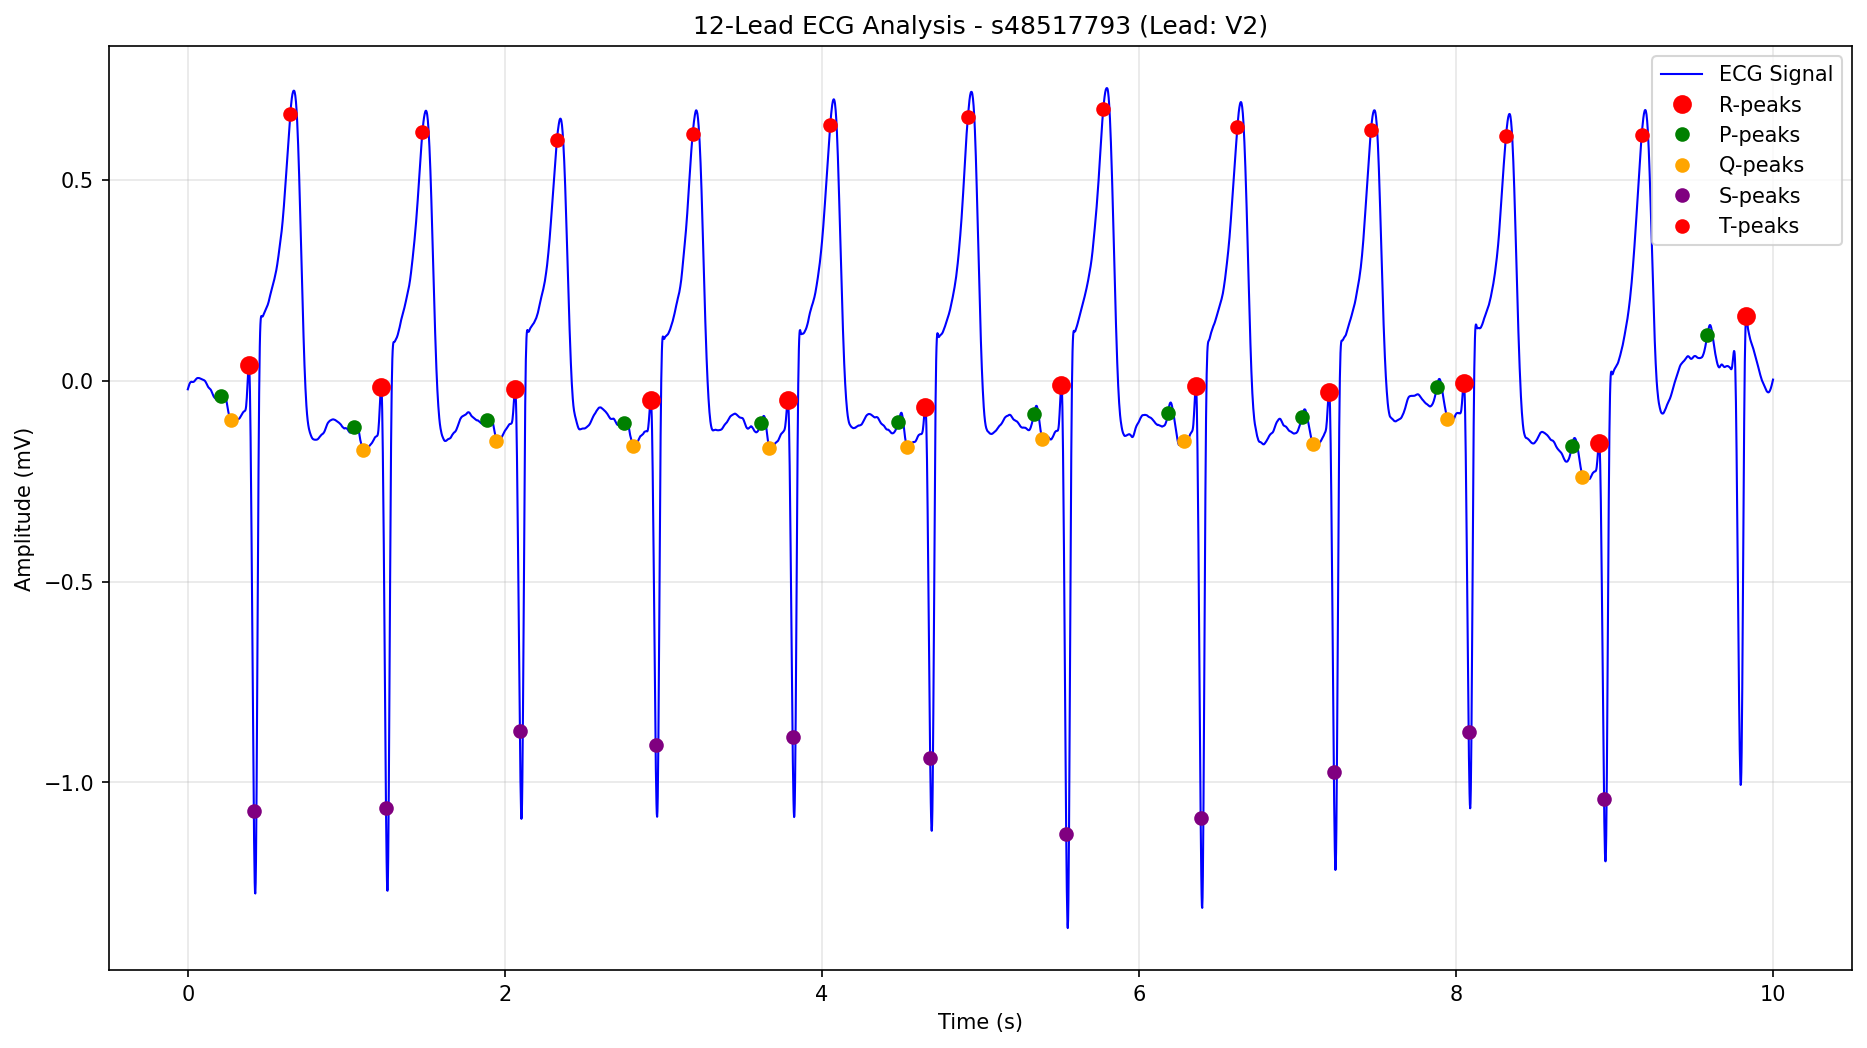 12-Lead ECG Analysis - s48517793 (Lead: V2)
ECG Signal
R-peaks
P-peaks
Q-peaks
S-peaks
T-peaks
Amplitude (mV)
0.5
0.0
−0.5
−1.0
0
2
4
6
8
10
Time (s)